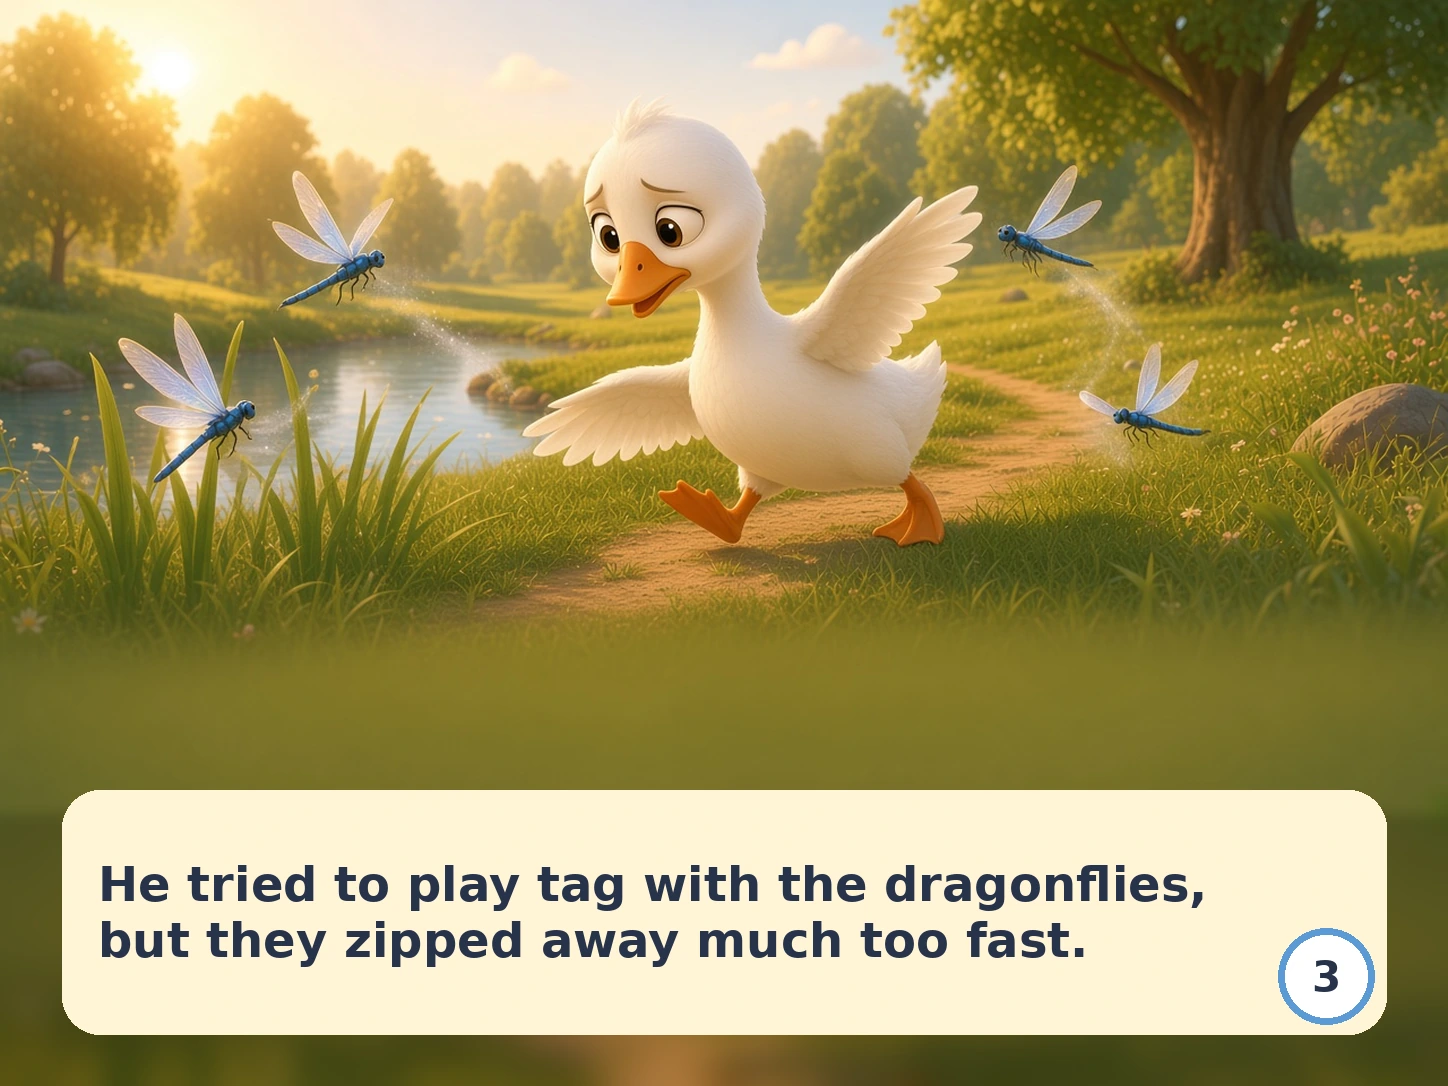 He tried to play tag with the dragonflies,
but they zipped away much too fast.
3